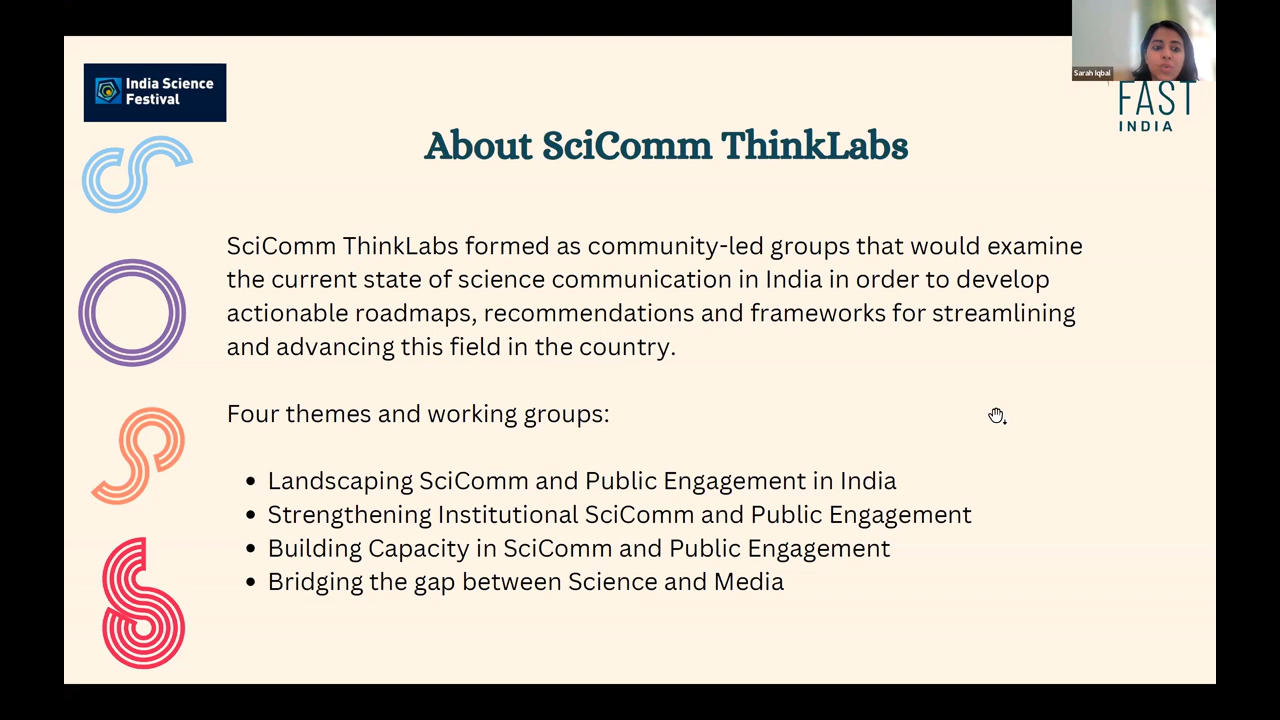 India Science
Festival
Sarah Iqbal
FAST
INDIA
About SciComm ThinkLabs
SciComm ThinkLabs formed as community-led groups that would examine
the current state of science communication in India in order to develop
actionable roadmaps, recommendations and frameworks for streamlining
and advancing this field in the country.
Four themes and working groups:
• Landscaping SciComm and Public Engagement in India
• Strengthening Institutional SciComm and Public Engagement
• Building Capacity in SciComm and Public Engagement
• Bridging the gap between Science and Media